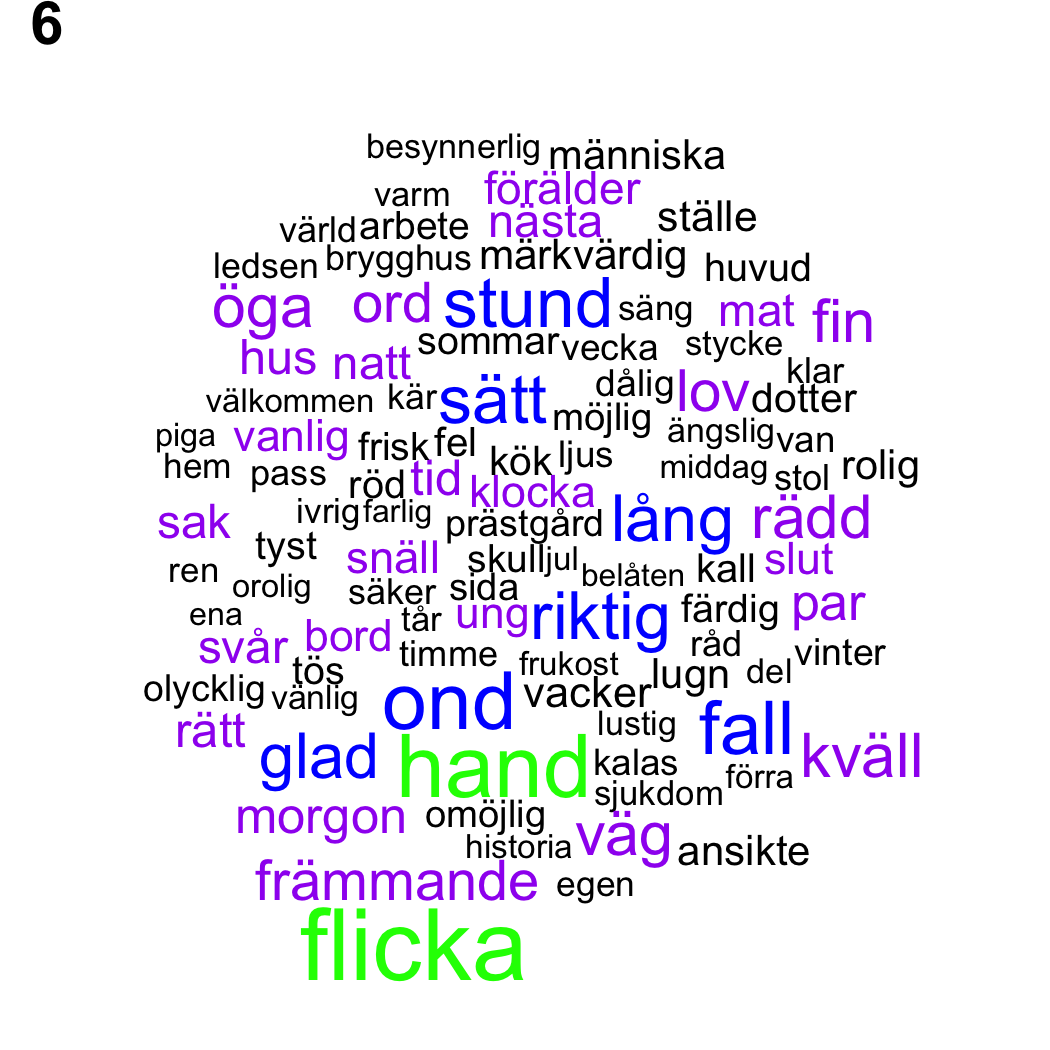 6
besynnerlig människa
varm förälder
värld arbete nästa ställe
ledsen brygghus märkvärdig huvud
öga ord stund säng mat fin
hus natt sommar vecka stycke klar
välkommen kär sätt dålig lov dotter
piga vanlig frisk fel möjlig ängslig van
hem pass kök ljus middag stol rolig
röd tid klocka
sak ivrig farlig prästgård lång rädd
tyst snäll skull jul slut
ren orolig säker sida belåten kall
ena tår ung riktig färdig par
svår bord timme råd vinter
tös frukost lugn del
olycklig vänlig ond vacker
rätt lustig fall
glad hand kalas förra kväll
sjukdom
morgon omöjlig
historia väg ansikte
främmande egen
flicka